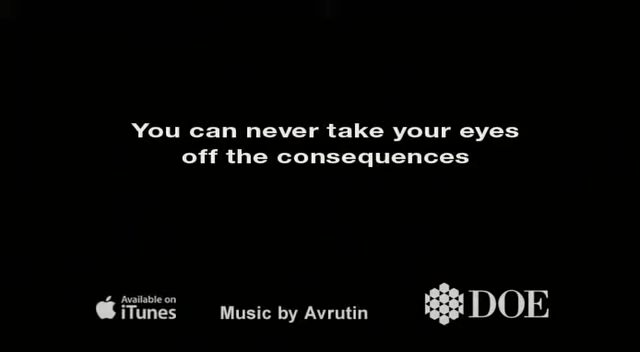 You can never take your eyes
off the consequences
Available on
iTunes
Music by Avrutin
DOE